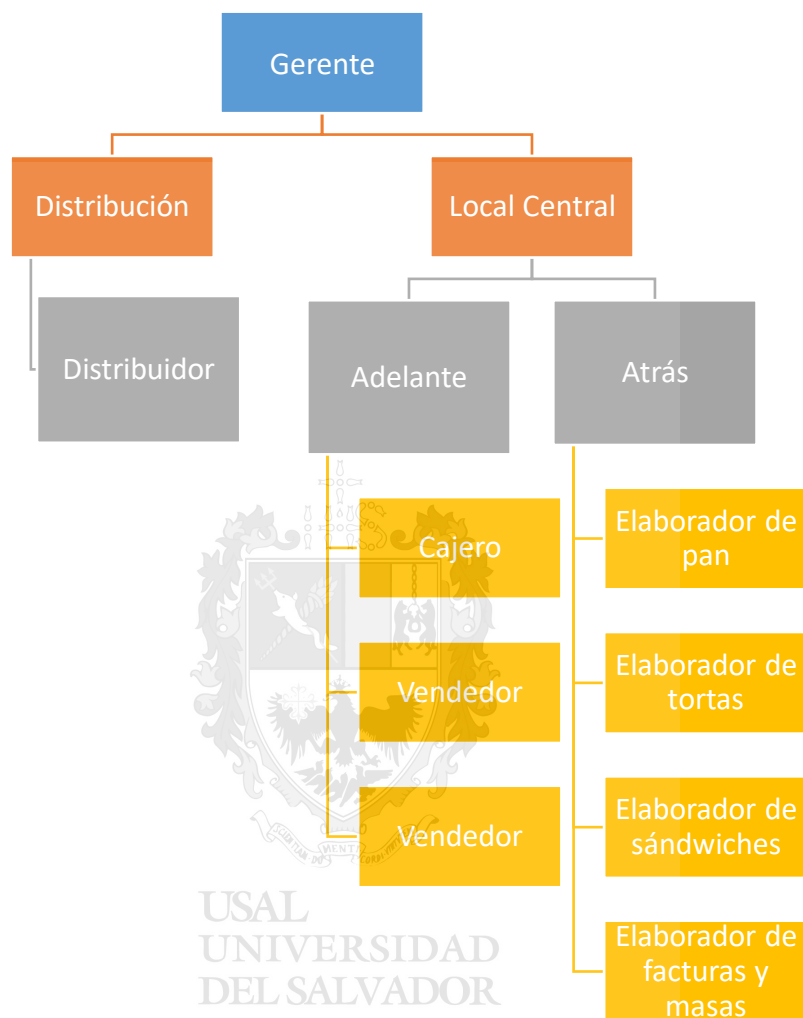 Gerente
Distribución
Local Central
Distribuidor
Adelante
Atrás
Cajero
Elaborador de
pan
Vendedor
Elaborador de
tortas
Vendedor
Elaborador de
sándwiches
Elaborador de
facturas y
masas
USAL
UNIVERSIDAD
DEL SALVADOR